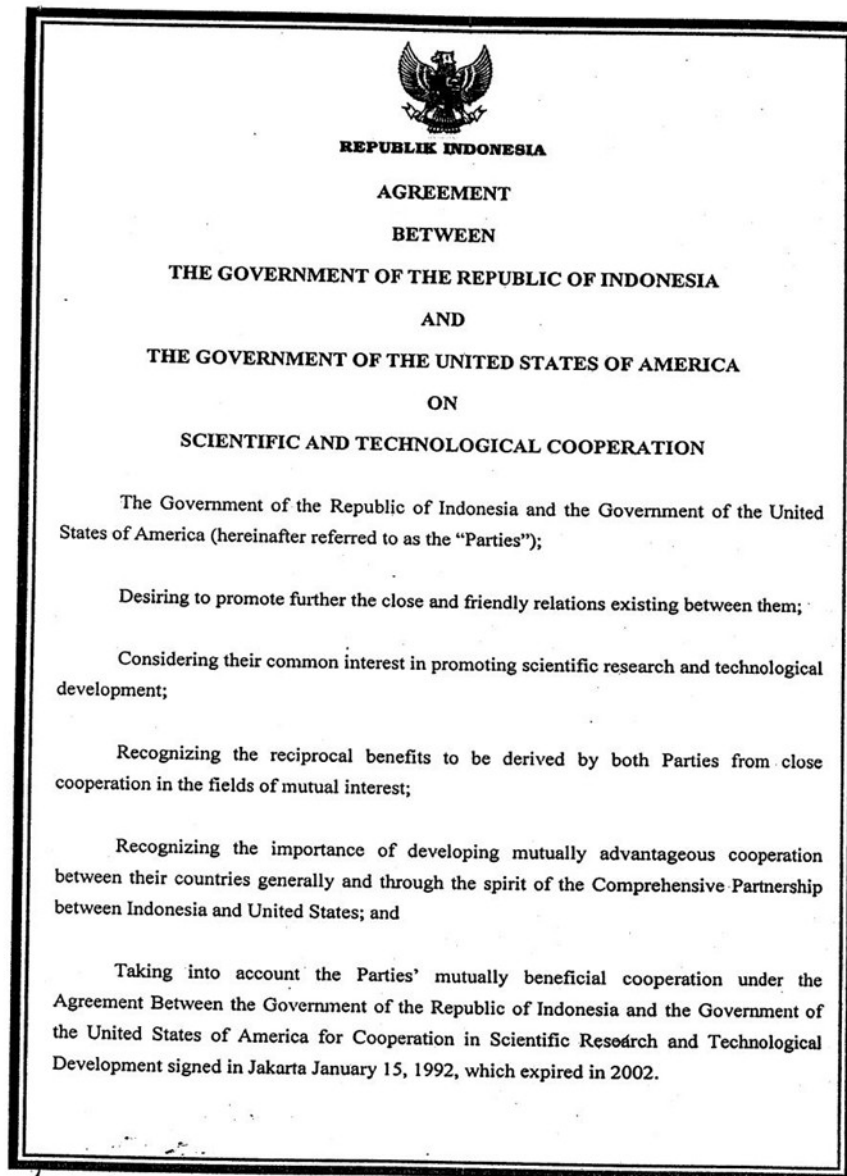 REPUBLIK INDONESIA
AGREEMENT
BETWEEN
THE GOVERNMENT OF THE REPUBLIC OF INDONESIA
AND
THE GOVERNMENT OF THE UNITED STATES OF AMERICA
ON
SCIENTIFIC AND TECHNOLOGICAL COOPERATION
The Government of the Republic of Indonesia and the Government of the United
States of America (hereinafter referred to as the “Parties”);
Desiring to promote further the close and friendly relations existing between them;
Considering their common interest in promoting scientific research and technological
development;
Recognizing the reciprocal benefits to be derived by both Parties from close
cooperation in the fields of mutual interest;
Recognizing the importance of developing mutually advantageous cooperation
between their countries generally and through the spirit of the Comprehensive Partnership
between Indonesia and United States; and
Taking into account the Parties’ mutually beneficial cooperation under the
Agreement Between the Government of the Republic of Indonesia and the Government of
the United States of America for Cooperation in Scientific Research and Technological
Development signed in Jakarta January 15, 1992, which expired in 2002.